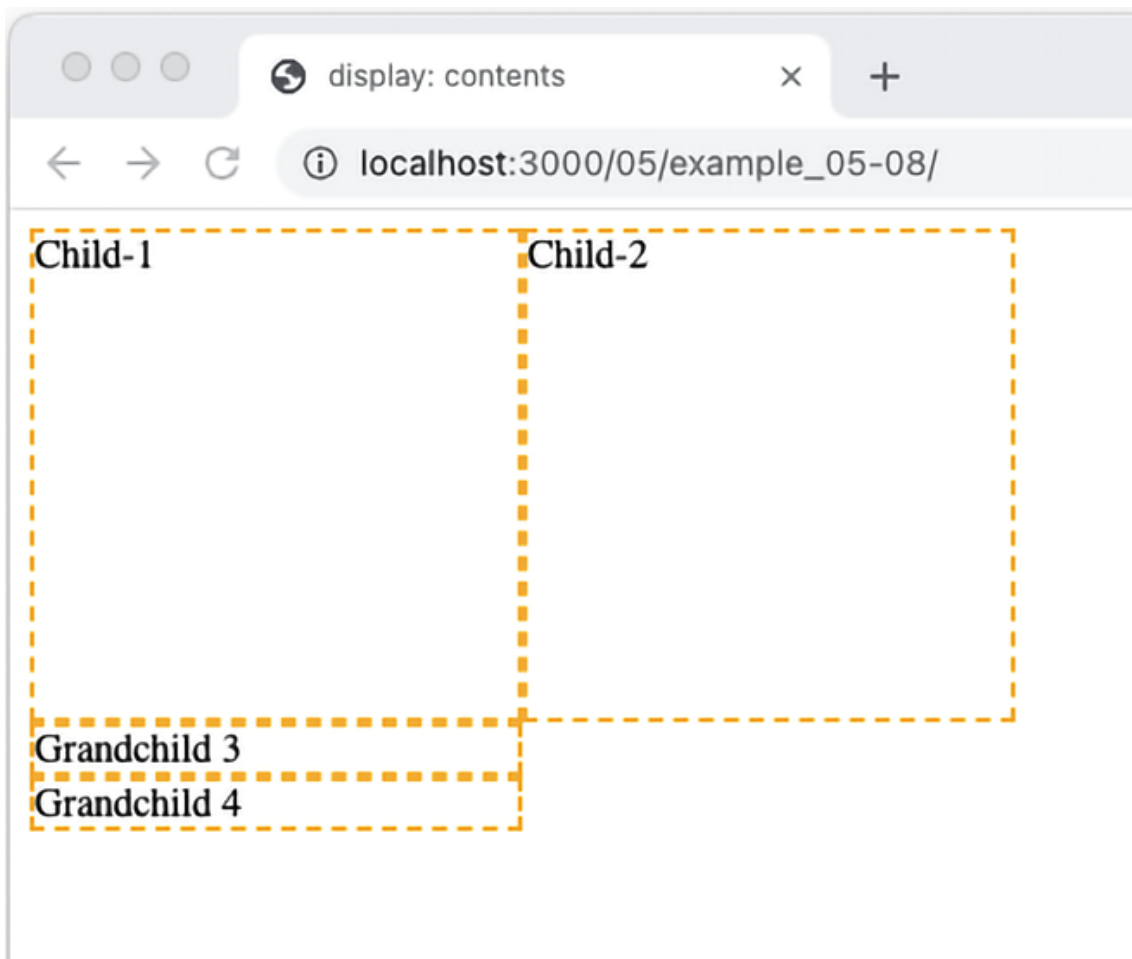 display: contents
localhost:3000/05/example_05-08/
Child-1
Child-2
Grandchild 3
Grandchild 4